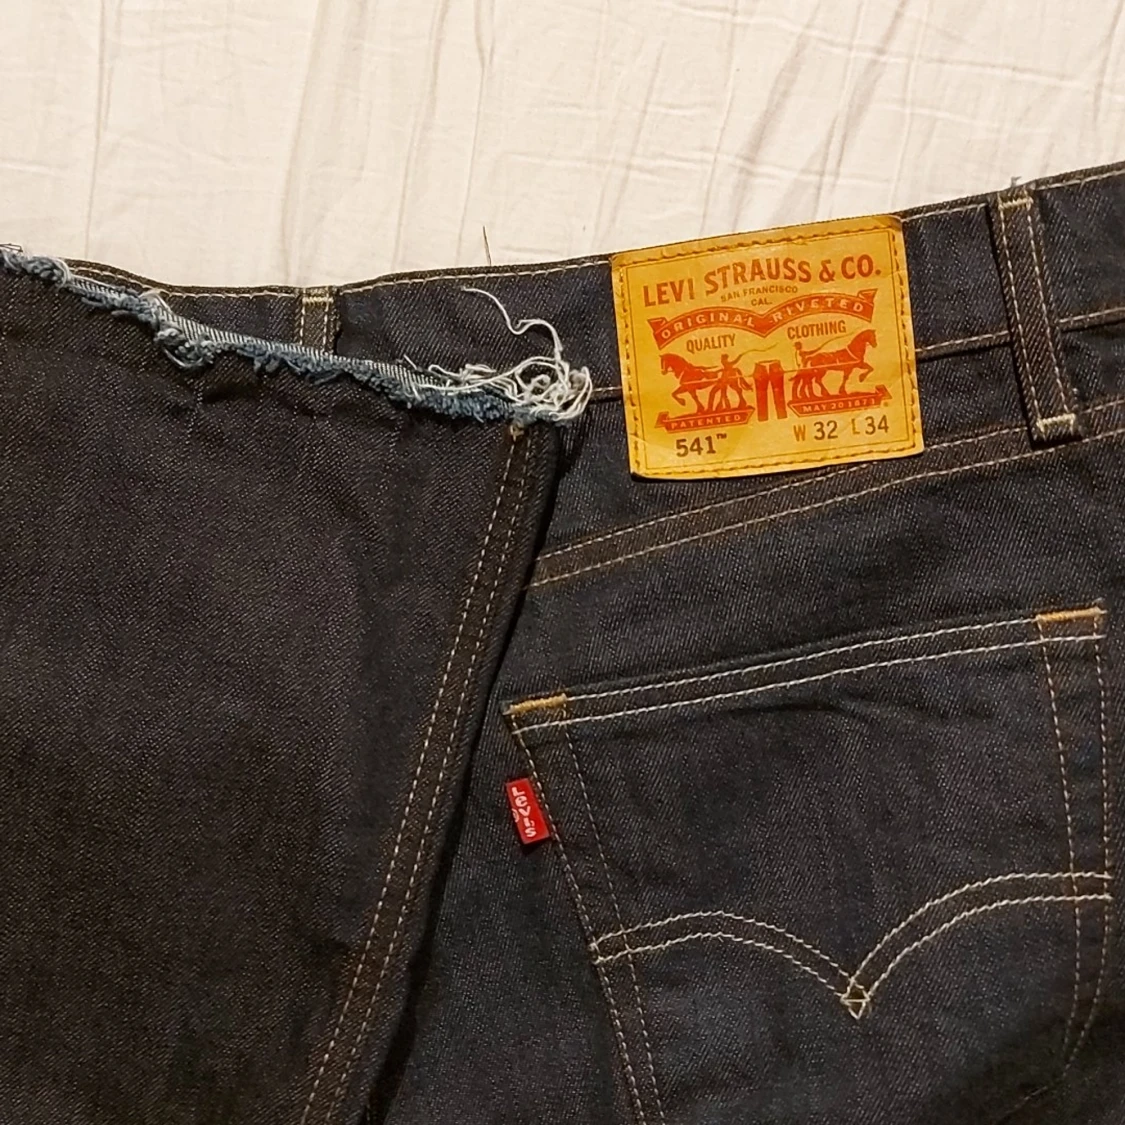 LEVI STRAUSS & CO.
SAN FRANCISCO
CAL.
ORIGINAL RIVETED
QUALITY CLOTHING
PATENTED MAY 20 1873
541™ W 32 L 34
LEVI'S